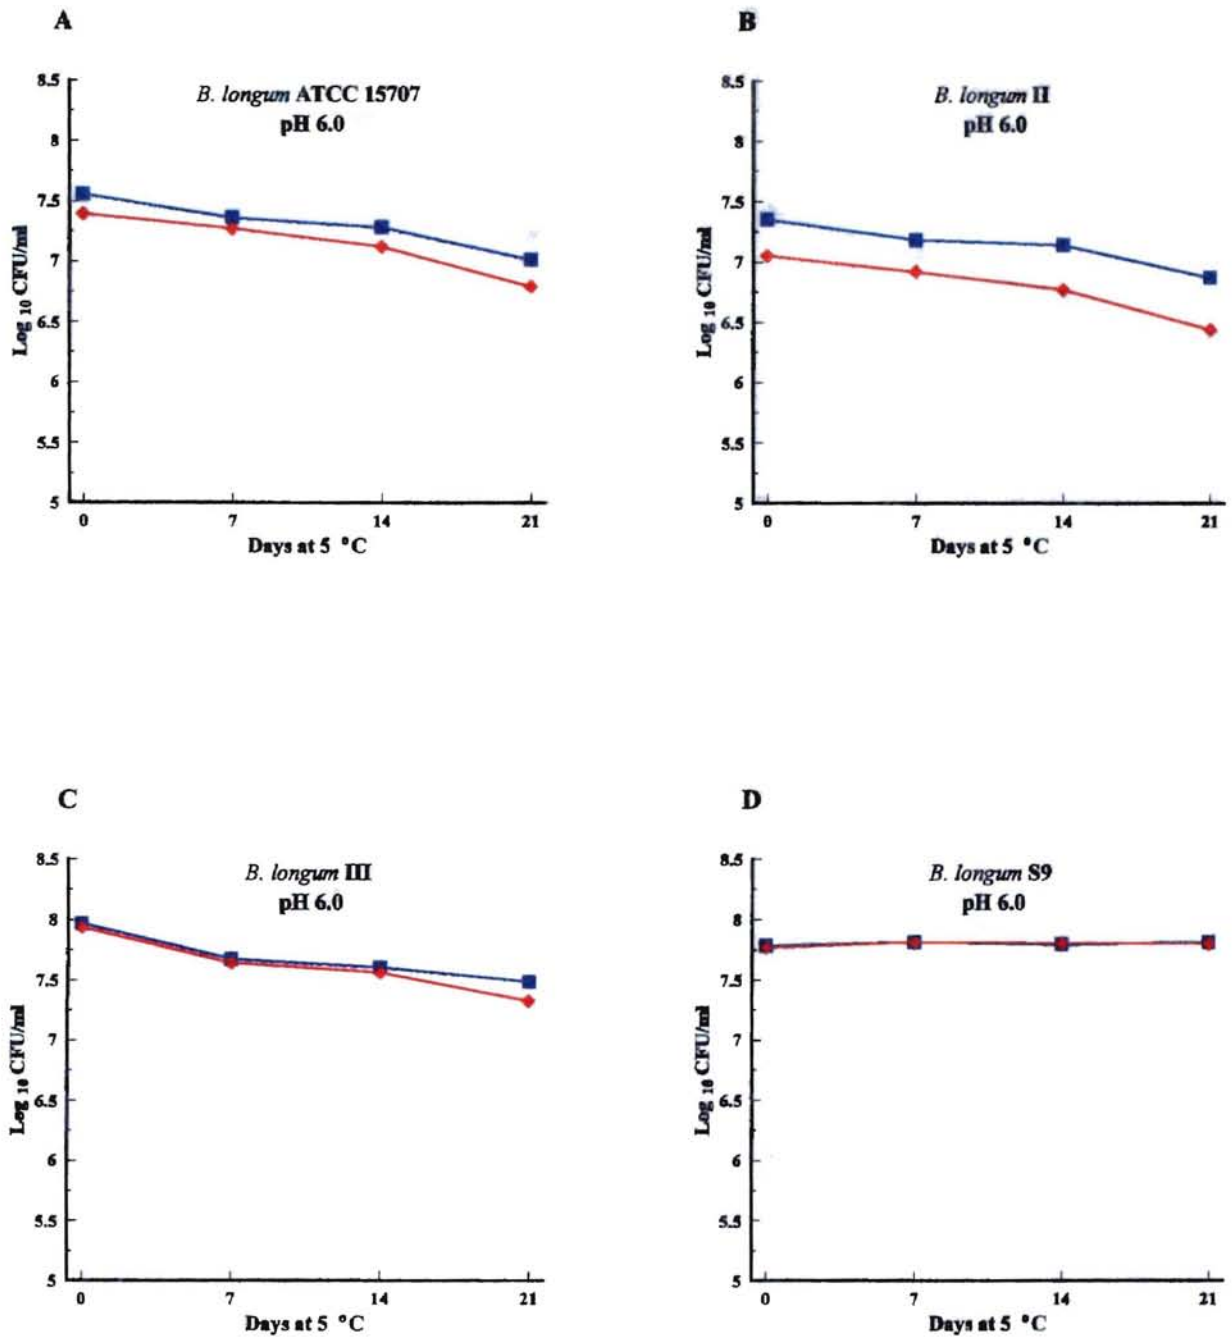 A
B. longum ATCC 15707
pH 6.0
8.5
8
7.5
7
6.5
6
5.5
5
Log 10 CFU/ml
0 7 14 21
Days at 5 °C
B
B. longum II
pH 6.0
8.5
8
7.5
7
6.5
6
5.5
5
Log 10 CFU/ml
0 7 14 21
Days at 5 °C
C
B. longum III
pH 6.0
8.5
8
7.5
7
6.5
6
5.5
5
Log 10 CFU/ml
0 7 14 21
Days at 5 °C
D
B. longum S9
pH 6.0
8.5
8
7.5
7
6.5
6
5.5
5
Log 10 CFU/ml
0 7 14 21
Days at 5 °C